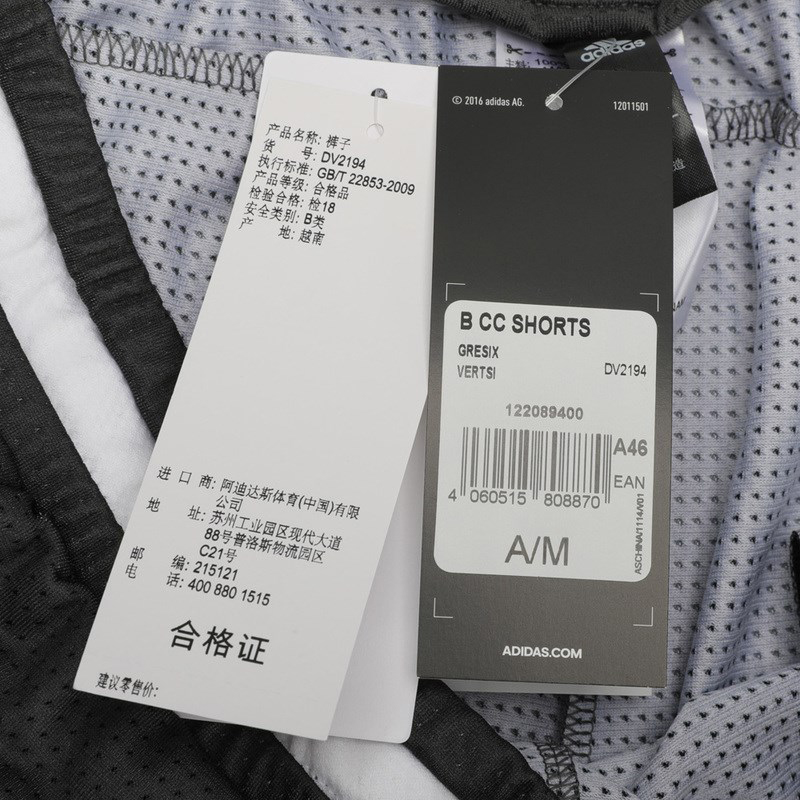 产品名称: 裤子
货 号: DV2194
执行标准: GB/T 22853-2009
产品等级: 合格品
检验合格: 检18
安全类别: B类
产 地: 越南
进 口 商: 阿迪达斯体育(中国)有限
公司
地 址: 苏州工业园区现代大道
88号普洛斯物流园区
C21号
邮 编: 215121
电 话: 400 880 1515
合格证
建议零售价:
© 2016 adidas AG.
12011501
B CC SHORTS
GRESIX
VERTSI
DV2194
122089400
A46
EAN
4 060515 808870
A/M
ASCHINA/1114/V01
ADIDAS.COM
adidas
造